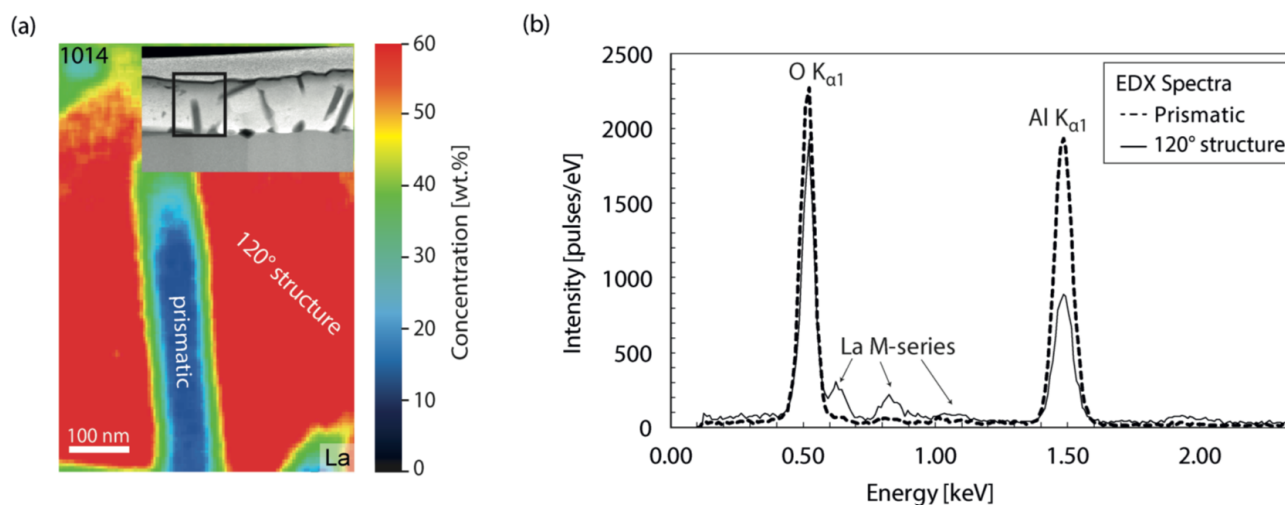 (a)
1014
prismatic
120° structure
100 nm
La
60
50
40
30
20
10
0
Concentration [wt.%]
(b)
2500
2000
1500
1000
500
0
Intensity [pulses/eV]
O Kα1
Al Kα1
La M-series
EDX Spectra
Prismatic
120° structure
0.00 0.50 1.00 1.50 2.00
Energy [keV]